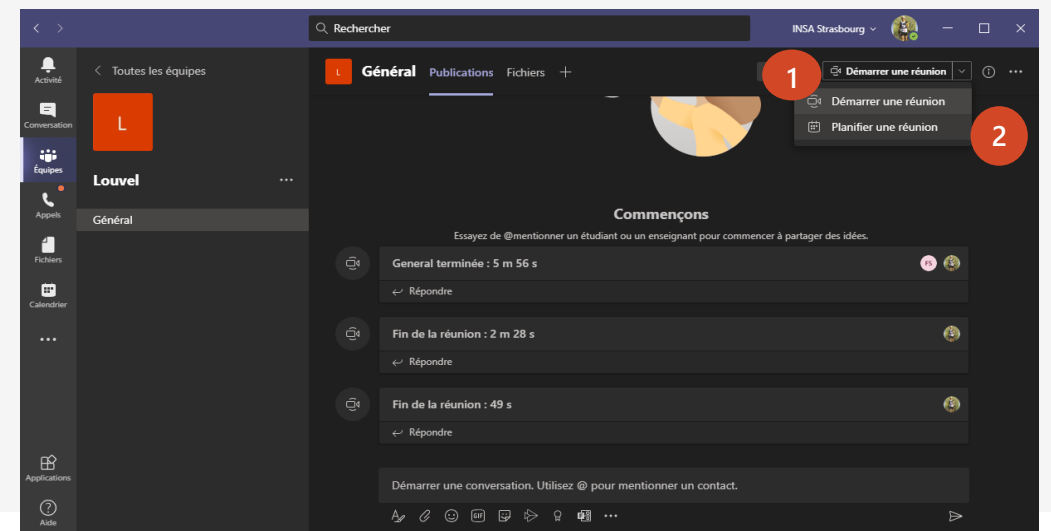 Rechercher
INSA Strasbourg
Activité
Conversation
Équipes
Appels
Fichiers
Calendrier
Applications
Aide
Toutes les équipes
L
Louvel
Général
L
Général Publications Fichiers
1
Démarrer une réunion
Démarrer une réunion
Planifier une réunion
2
Commençons
Essayez de @mentionner un étudiant ou un enseignant pour commencer à partager des idées.
General terminée : 5 m 56 s
FS
Répondre
Fin de la réunion : 2 m 28 s
Répondre
Fin de la réunion : 49 s
Répondre
Démarrer une conversation. Utilisez @ pour mentionner un contact.
GIF